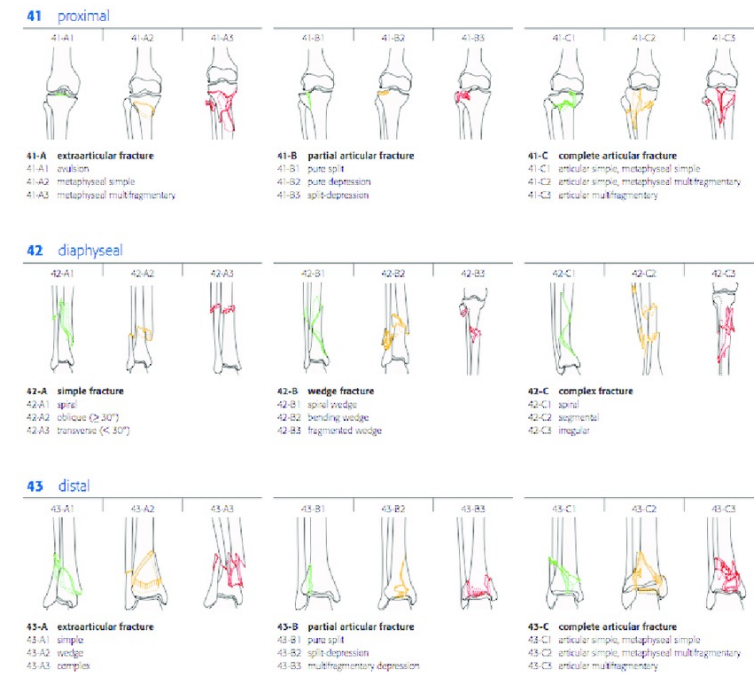 41 proximal
41-A1 41-A2 41-A3 41-B1 41-B2 41-B3 41-C1 41-C2 41-C3
41-A extraarticular fracture
41-A1 avulsion
41-A2 metaphyseal simple
41-A3 metaphyseal multifragmentary
41-B partial articular fracture
41-B1 pure split
41-B2 pure depression
41-B3 split-depression
41-C complete articular fracture
41-C1 articular simple, metaphyseal simple
41-C2 articular simple, metaphyseal multifragmentary
41-C3 articular multifragmentary
42 diaphyseal
42-A1 42-A2 42-A3 42-B1 42-B2 42-B3 42-C1 42-C2 42-C3
42-A simple fracture
42-A1 spiral
42-A2 oblique (≥ 30°)
42-A3 transverse (< 30°)
42-B wedge fracture
42-B1 spiral wedge
42-B2 bending wedge
42-B3 fragmented wedge
42-C complex fracture
42-C1 spiral
42-C2 segmental
42-C3 irregular
43 distal
43-A1 43-A2 43-A3 43-B1 43-B2 43-B3 43-C1 43-C2 43-C3
43-A extraarticular fracture
43-A1 simple
43-A2 wedge
43-A3 complex
43-B partial articular fracture
43-B1 pure split
43-B2 split-depression
43-B3 multifragmentary depression
43-C complete articular fracture
43-C1 articular simple, metaphyseal simple
43-C2 articular simple, metaphyseal multifragmentary
43-C3 articular multifragmentary